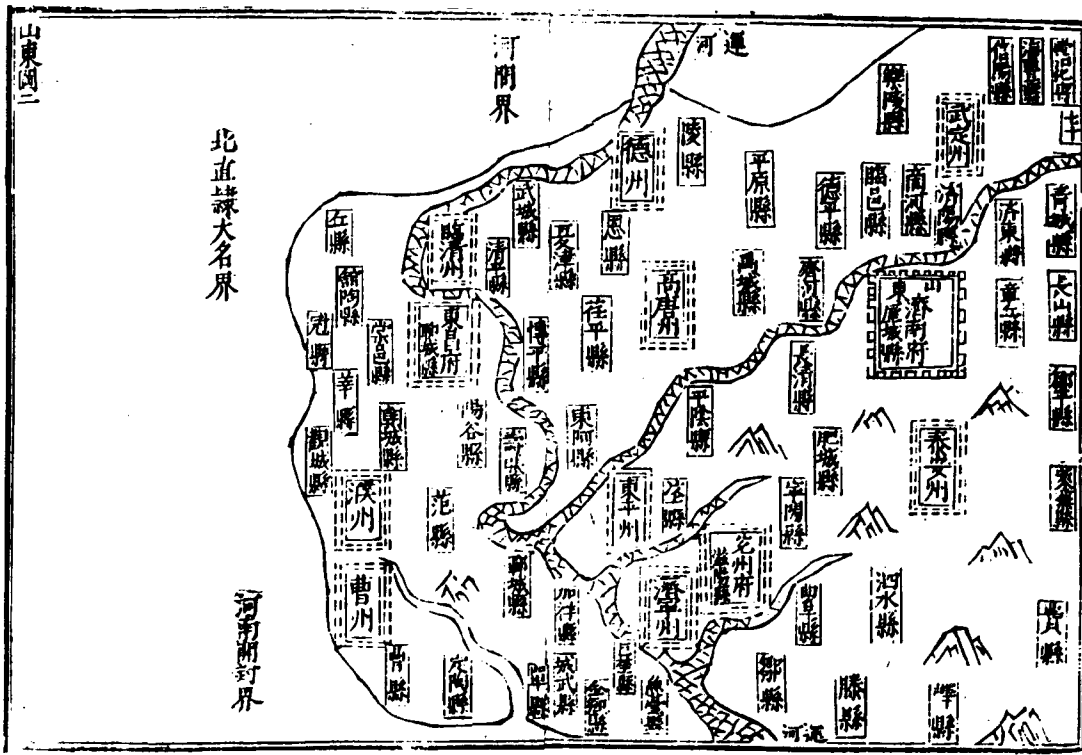 山東圖二
北直隸大名界
河間界
河南開封界
運河
德州
陵縣
平原縣
德平縣
樂陵縣
臨邑縣
商河縣
武定州
信陽縣
海豐縣
濟陽縣
濟東縣
青城縣
長山縣
章丘縣
鄒平縣
萊蕪縣
山東
濟南府
歷城縣
齊河縣
禹城縣
長清縣
高唐州
恩縣
武城縣
夏津縣
清平縣
臨清州
丘縣
館陶縣
冠縣
堂邑縣
東昌府
聊城縣
博平縣
茌平縣
莘縣
朝城縣
觀城縣
陽谷縣
東阿縣
平陰縣
肥城縣
泰安州
濮州
范縣
東平州
寧陽縣
兗州府
濟寧州
曹州
鄆城縣
曲阜縣
泗水縣
費縣
曹縣
定陶縣
單縣
城武縣
金鄉縣
魚臺縣
鄒縣
滕縣
嶧縣
運河